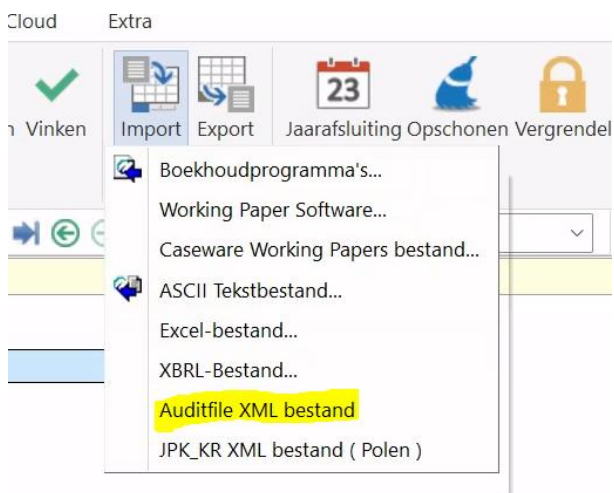 Cloud Extra
23
Vinken Import Export Jaarafsluiting Opschonen Vergrendel
Boekhoudprogramma's...
Working Paper Software...
Caseware Working Papers bestand...
ASCII Tekstbestand...
Excel-bestand...
XBRL-Bestand...
Auditfile XML bestand
JPK_KR XML bestand ( Polen )